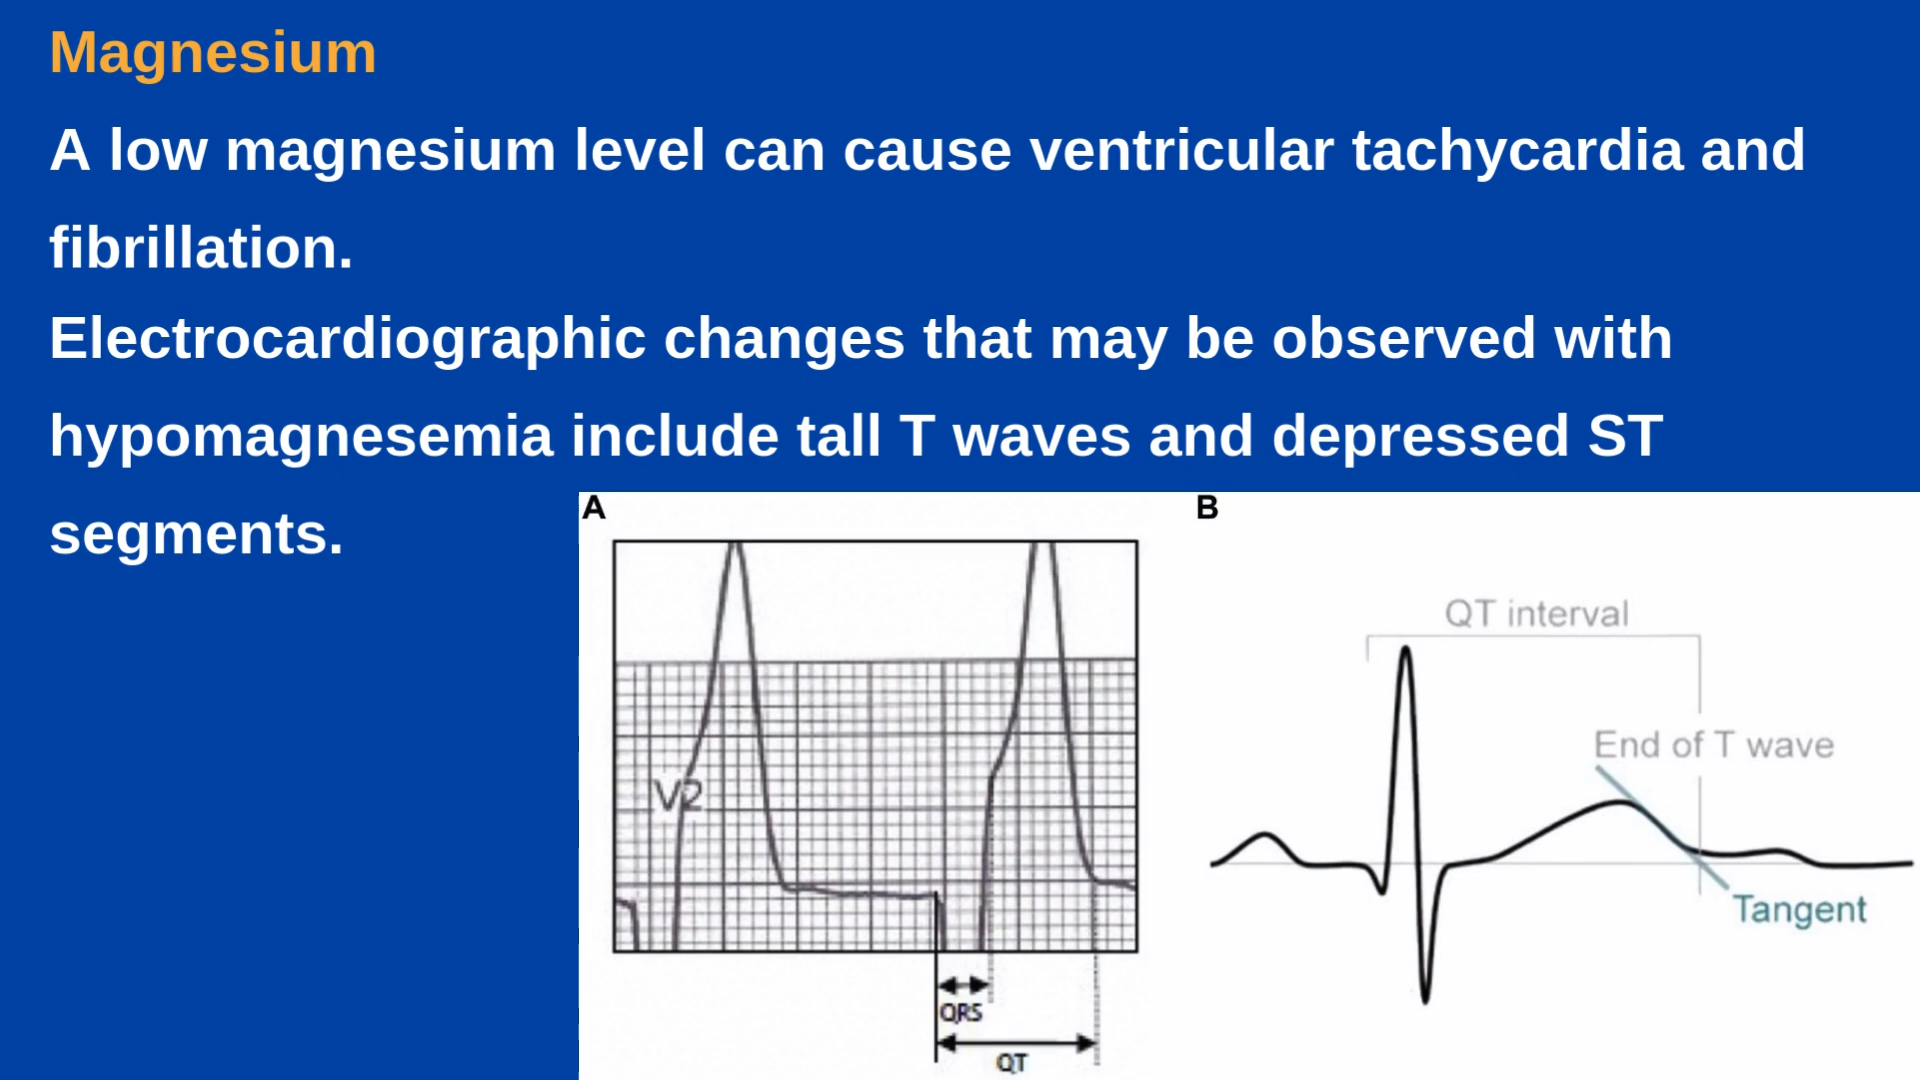 Magnesium
A low magnesium level can cause ventricular tachycardia and
fibrillation.
Electrocardiographic changes that may be observed with
hypomagnesemia include tall T waves and depressed ST
segments.
A
V2
QRS
QT
B
QT interval
End of T wave
Tangent